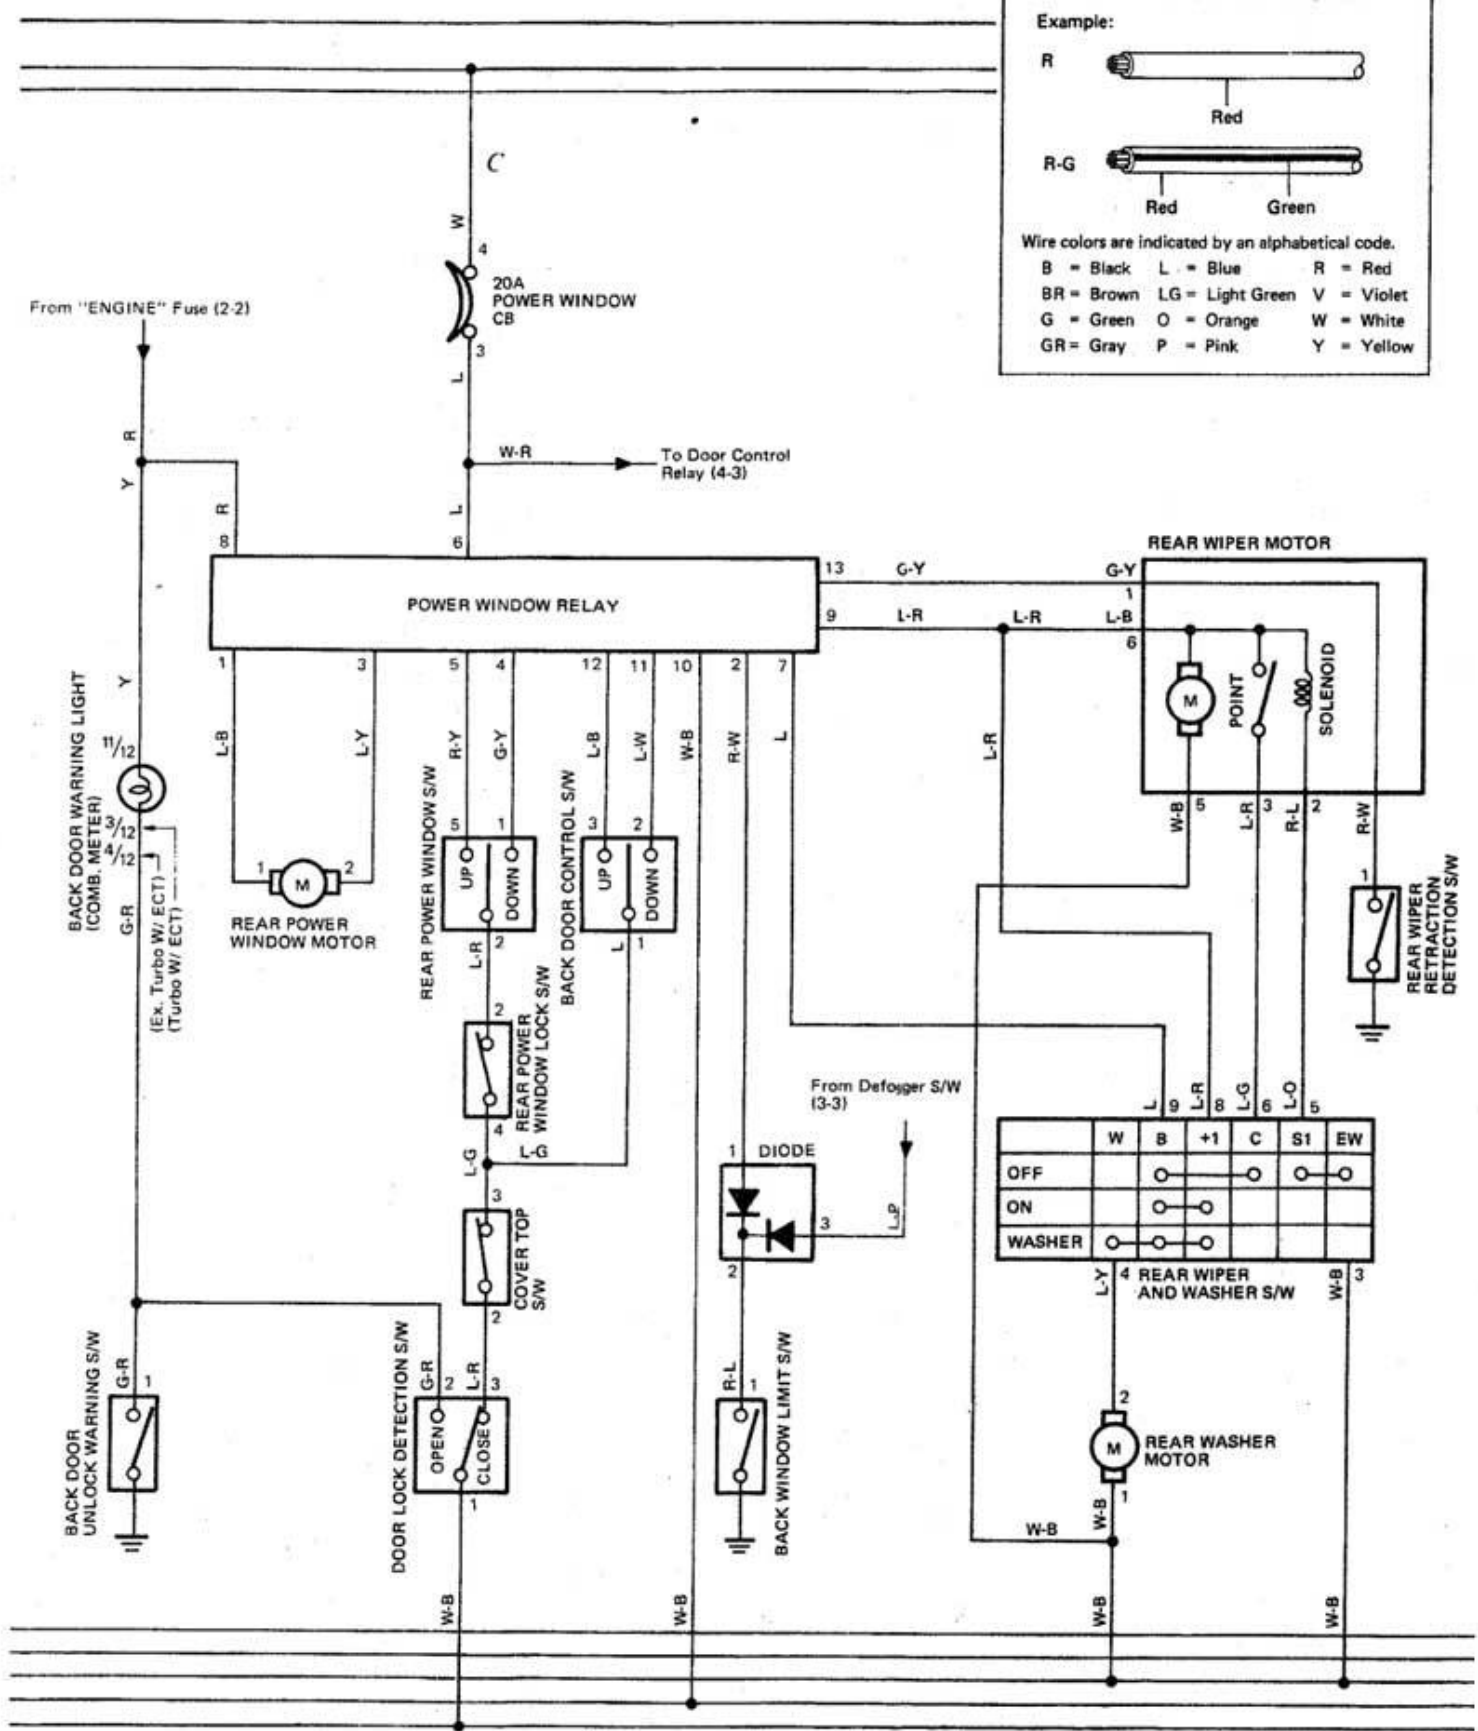 Example:
R
Red
R-G
Red Green
Wire colors are indicated by an alphabetical code.
B = Black L = Blue R = Red
BR = Brown LG = Light Green V = Violet
G = Green O = Orange W = White
GR = Gray P = Pink Y = Yellow
C
W
4
20A
POWER WINDOW
CB
3
L
From "ENGINE" Fuse (2-2)
R
Y
R
8
W-R
To Door Control
Relay (4-3)
L
6
POWER WINDOW RELAY
13 G-Y G-Y
1
9 L-R L-R L-B
6
REAR WIPER MOTOR
M
POINT
SOLENOID
1 3 5 4 12 11 10 2 7
Y
L-B L-Y R-Y G-Y L-B L-W W-B R-W L
L-R
W-B 5 L-R 3 R-L 2 R-W
BACK DOOR WARNING LIGHT
(COMB. METER)
11/12
3/12
4/12
G-R
(Ex. Turbo W/ ECT)
(Turbo W/ ECT)
1 M 2
REAR POWER
WINDOW MOTOR
REAR POWER WINDOW S/W
5 1
UP DOWN
2
L-R
BACK DOOR CONTROL S/W
3 2
UP DOWN
L 1
1
REAR WIPER
RETRACTION
DETECTION S/W
2
REAR POWER
WINDOW LOCK S/W
4
L-G
L-G
3
COVER TOP
S/W
2
From Defogger S/W
(3-3)
1 DIODE
3
L-P
2
L 9 L-R 8 L-G 6 L-O 5
W B +1 C S1 EW
OFF
ON
WASHER
L-Y 4 REAR WIPER
AND WASHER S/W
W-B 3
BACK DOOR
UNLOCK WARNING S/W
G-R 1
DOOR LOCK DETECTION S/W
G-R 2 L-R 3
OPEN CLOSE
1
R-L 1
BACK WINDOW LIMIT S/W
2
M
REAR WASHER
MOTOR
1
W-B
W-B
W-B
W-B
W-B
W-B